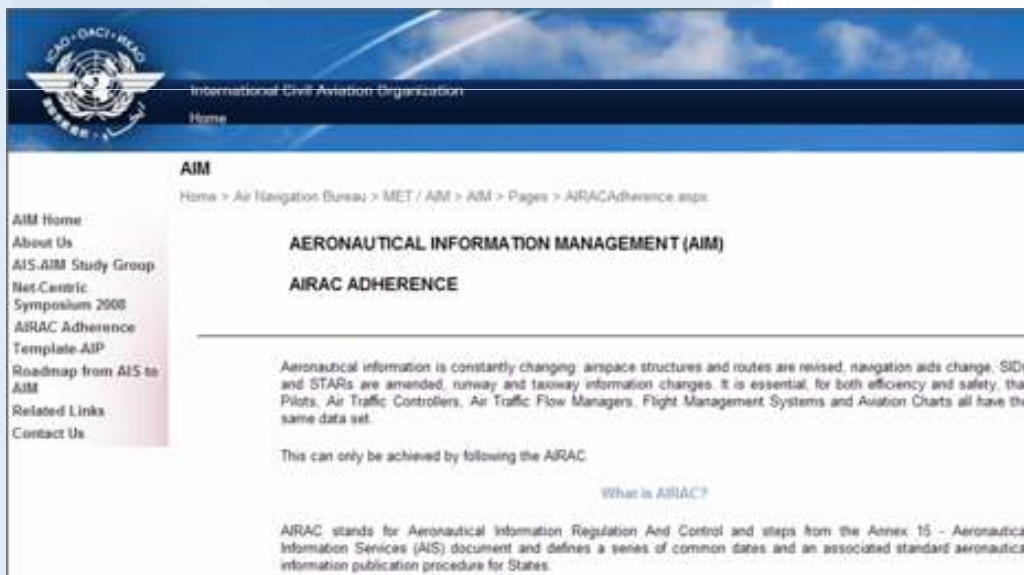 ICAO · OACI · ИКАО
International Civil Aviation Organization
Home
AIM
Home > Air Navigation Bureau > MET / AIM > AIM > Pages > AIRACAdherence.aspx
AIM Home
About Us
AIS-AIM Study Group
Net-Centric
Symposium 2008
AIRAC Adherence
Template-AIP
Roadmap from AIS to
AIM
Related Links
Contact Us
AERONAUTICAL INFORMATION MANAGEMENT (AIM)
AIRAC ADHERENCE
Aeronautical information is constantly changing: airspace structures and routes are revised, navigation aids change, SIDs
and STARs are amended, runway and taxiway information changes. It is essential, for both efficiency and safety, tha
Pilots, Air Traffic Controllers, Air Traffic Flow Managers, Flight Management Systems and Aviation Charts all have the
same data set.
This can only be achieved by following the AIRAC
What is AIRAC?
AIRAC stands for Aeronautical Information Regulation And Control and steps from the Annex 15 - Aeronautica
Information Services (AIS) document and defines a series of common dates and an associated standard aeronautica
information publication procedure for States.